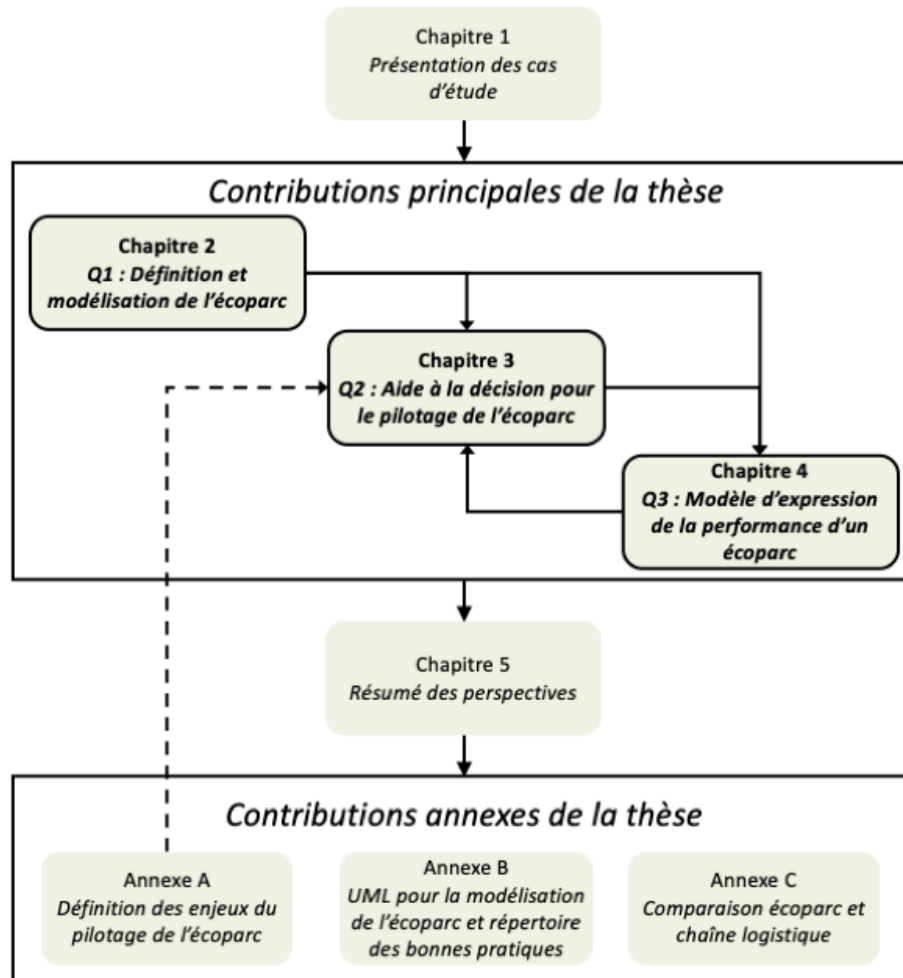 Chapitre 1
Présentation des cas
d'étude
Contributions principales de la thèse
Chapitre 2
Q1 : Définition et
modélisation de l'écoparc
Chapitre 3
Q2 : Aide à la décision pour
le pilotage de l'écoparc
Chapitre 4
Q3 : Modèle d'expression
de la performance d'un
écoparc
Chapitre 5
Résumé des perspectives
Contributions annexes de la thèse
Annexe A
Définition des enjeux du
pilotage de l'écoparc
Annexe B
UML pour la modélisation
de l'écoparc et répertoire
des bonnes pratiques
Annexe C
Comparaison écoparc et
chaîne logistique